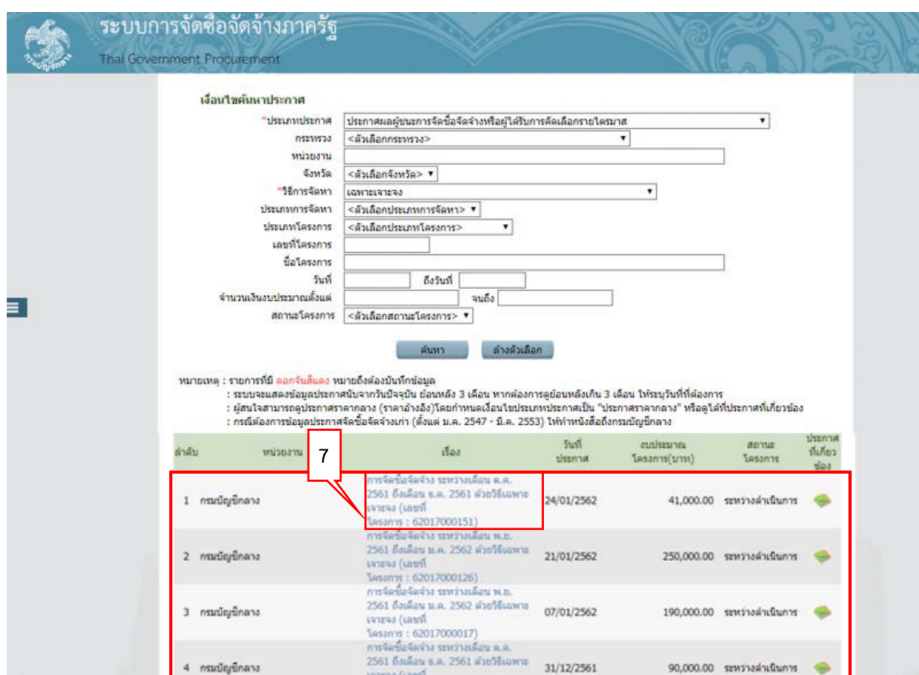 ระบบการจัดซื้อจัดจ้างภาครัฐ
Thai Government Procurement
เงื่อนไขค้นหาประกาศ
*ประเภทประกาศ ประกาศผลผู้ชนะการจัดซื้อจัดจ้างหรือผู้ได้รับการคัดเลือกรายไตรมาส
กระทรวง <ตัวเลือกกระทรวง>
หน่วยงาน
จังหวัด <ตัวเลือกจังหวัด>
*วิธีการจัดหา เฉพาะเจาะจง
ประเภทการจัดหา <ตัวเลือกประเภทการจัดหา>
ประเภทโครงการ <ตัวเลือกประเภทโครงการ>
เลขที่โครงการ
ชื่อโครงการ
วันที่ ถึงวันที่
จำนวนเงินงบประมาณตั้งแต่ จนถึง
สถานะโครงการ <ตัวเลือกสถานะโครงการ>
ค้นหา ล้างตัวเลือก
หมายเหตุ : รายการที่มี ดอกจันสีแดง หมายถึงต้องบันทึกข้อมูล
: ระบบจะแสดงข้อมูลประกาศนับจากวันปัจจุบัน ย้อนหลัง 3 เดือน หากต้องการดูย้อนหลังเกิน 3 เดือน ให้ระบุวันที่ที่ต้องการ
: ผู้สนใจสามารถดูประกาศราคากลาง (ราคาอ้างอิง)โดยกำหนดเงื่อนไขประเภทประกาศเป็น "ประกาศราคากลาง" หรือดูได้ที่ประกาศที่เกี่ยวข้อง
: กรณีต้องการข้อมูลประกาศจัดซื้อจัดจ้างเก่า (ตั้งแต่ ม.ค. 2547 - มี.ค. 2553) ให้ทำหนังสือถึงกรมบัญชีกลาง
ลำดับ หน่วยงาน เรื่อง วันที่ประกาศ งบประมาณโครงการ(บาท) สถานะโครงการ ประกาศที่เกี่ยวข้อง
7
การจัดซื้อจัดจ้าง ระหว่างเดือน ต.ค.
2561 ถึงเดือน ธ.ค. 2561 ด้วยวิธีเฉพาะ
1 กรมบัญชีกลาง เจาะจง (เลขที่ 24/01/2562 41,000.00 ระหว่างดำเนินการ
โครงการ : 62017000151)
การจัดซื้อจัดจ้าง ระหว่างเดือน พ.ย.
2561 ถึงเดือน ม.ค. 2562 ด้วยวิธีเฉพาะ
2 กรมบัญชีกลาง เจาะจง (เลขที่ 21/01/2562 250,000.00 ระหว่างดำเนินการ
โครงการ : 62017000126)
การจัดซื้อจัดจ้าง ระหว่างเดือน พ.ย.
2561 ถึงเดือน ม.ค. 2562 ด้วยวิธีเฉพาะ
3 กรมบัญชีกลาง เจาะจง (เลขที่ 07/01/2562 190,000.00 ระหว่างดำเนินการ
โครงการ : 62017000017)
การจัดซื้อจัดจ้าง ระหว่างเดือน ต.ค.
2561 ถึงเดือน ธ.ค. 2561 ด้วยวิธีเฉพาะ
4 กรมบัญชีกลาง 31/12/2561 90,000.00 ระหว่างดำเนินการ